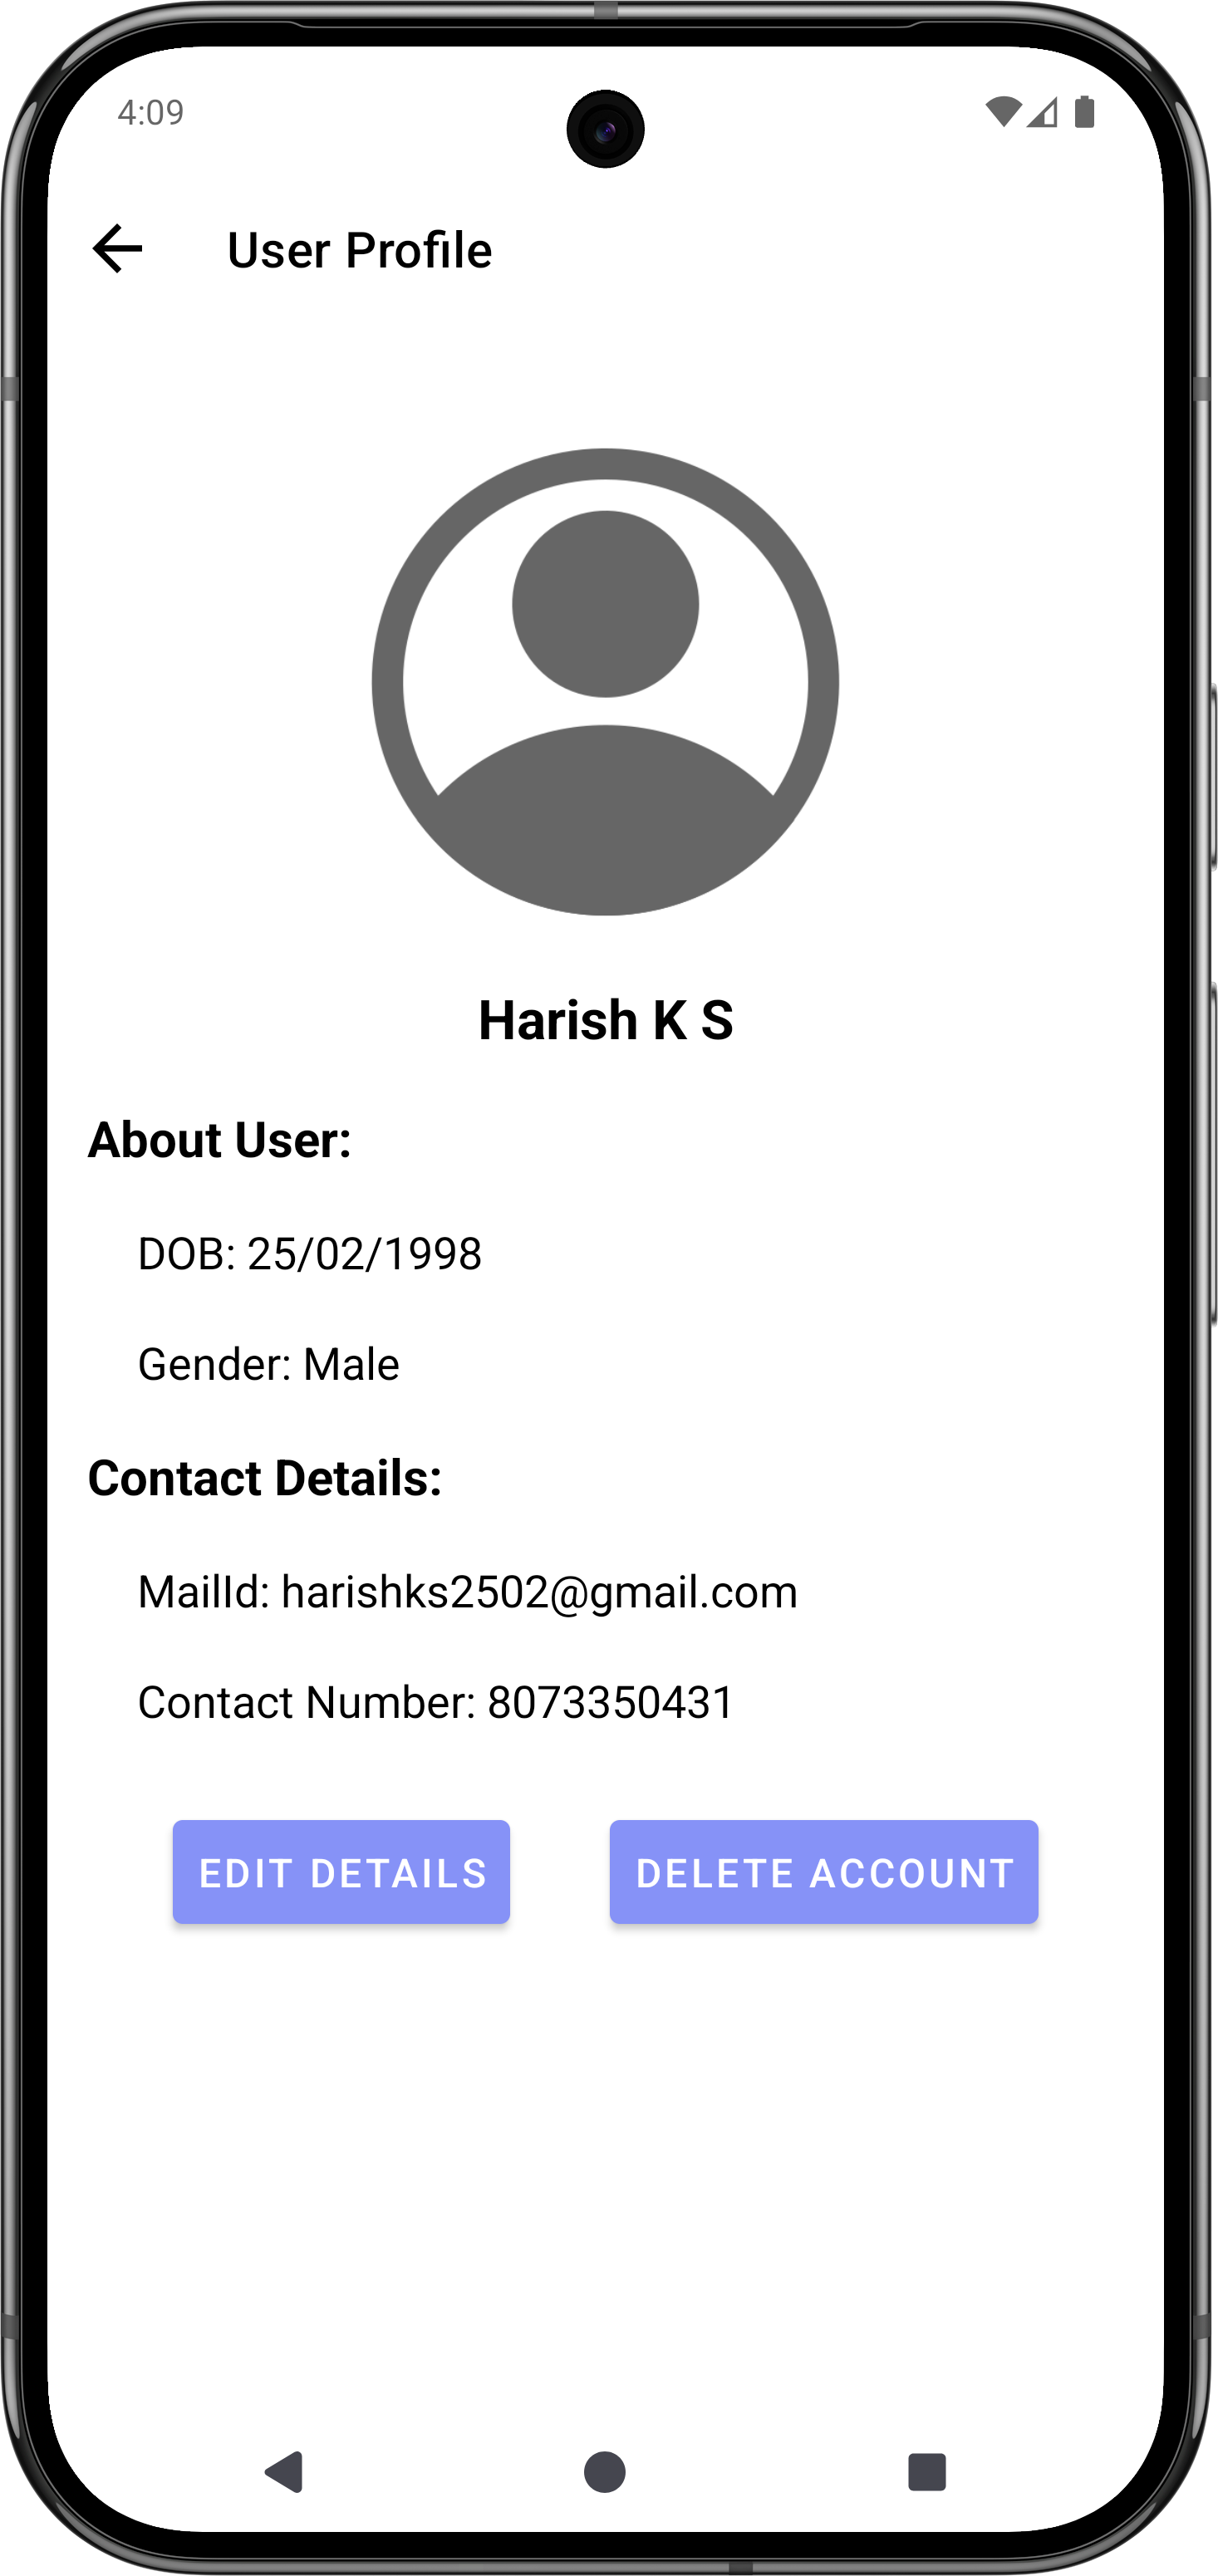 4:09
User Profile
Harish K S
About User:
DOB: 25/02/1998
Gender: Male
Contact Details:
MailId: harishks2502@gmail.com
Contact Number: 8073350431
EDIT DETAILS
DELETE ACCOUNT